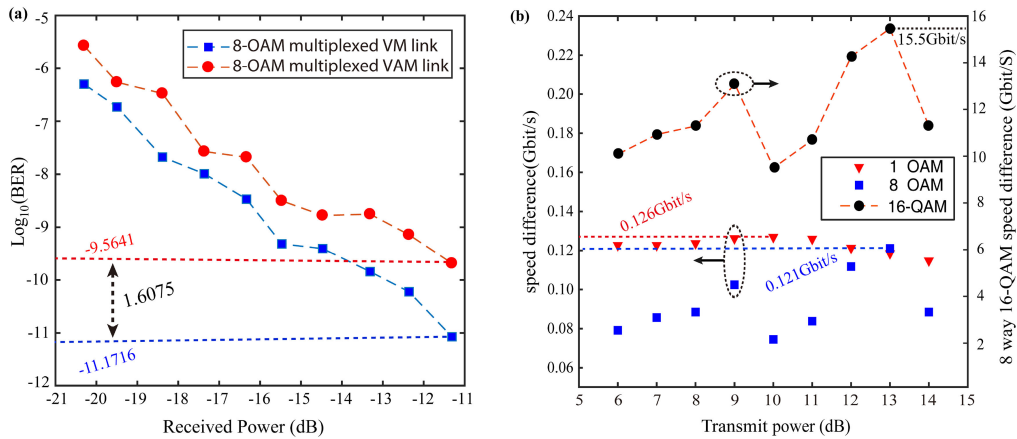 (a)
-5
-6
-7
-8
-9
-10
-11
-12
Log10(BER)
8-OAM multiplexed VM link
8-OAM multiplexed VAM link
-9.5641
1.6075
-11.1716
-21 -20 -19 -18 -17 -16 -15 -14 -13 -12 -11
Received Power (dB)
(b)
0.24
0.22
0.20
0.18
0.16
0.14
0.12
0.10
0.08
0.06
speed difference(Gbit/s)
15.5Gbit/s
1 OAM
8 OAM
16-QAM
0.126Gbit/s
0.121Gbit/s
16
14
12
10
8
6
4
2
8 way 16-QAM speed difference (Gbit/S)
5 6 7 8 9 10 11 12 13 14 15
Transmit power (dB)